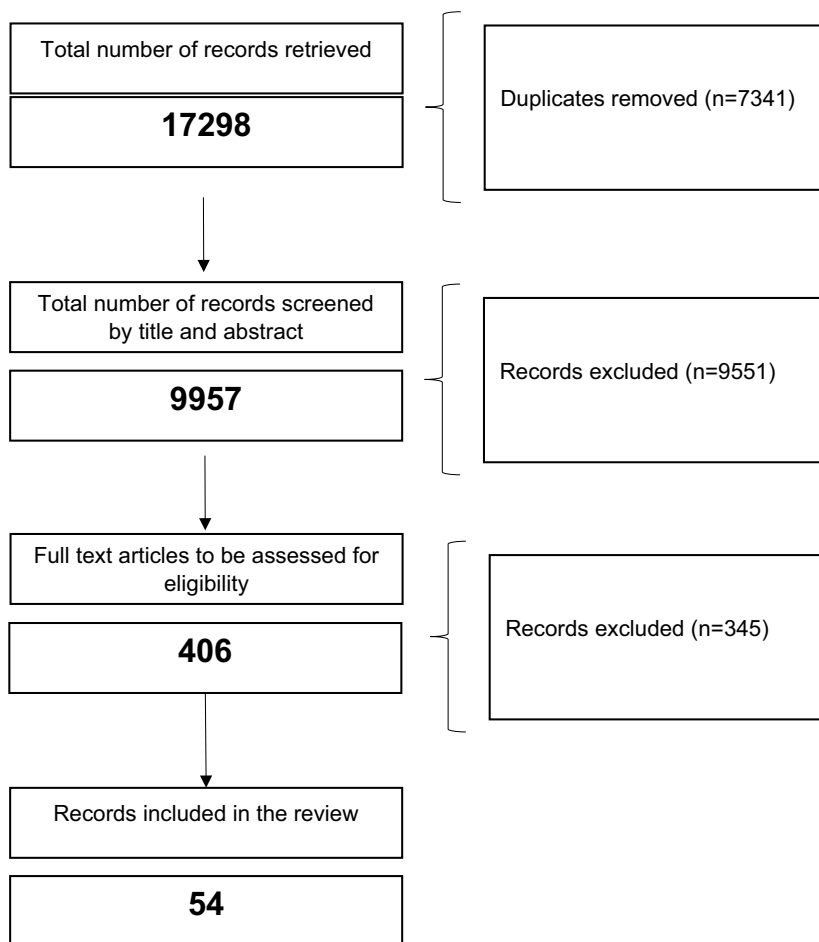 Total number of records retrieved
17298
Duplicates removed (n=7341)
Total number of records screened
by title and abstract
9957
Records excluded (n=9551)
Full text articles to be assessed for
eligibility
406
Records excluded (n=345)
Records included in the review
54